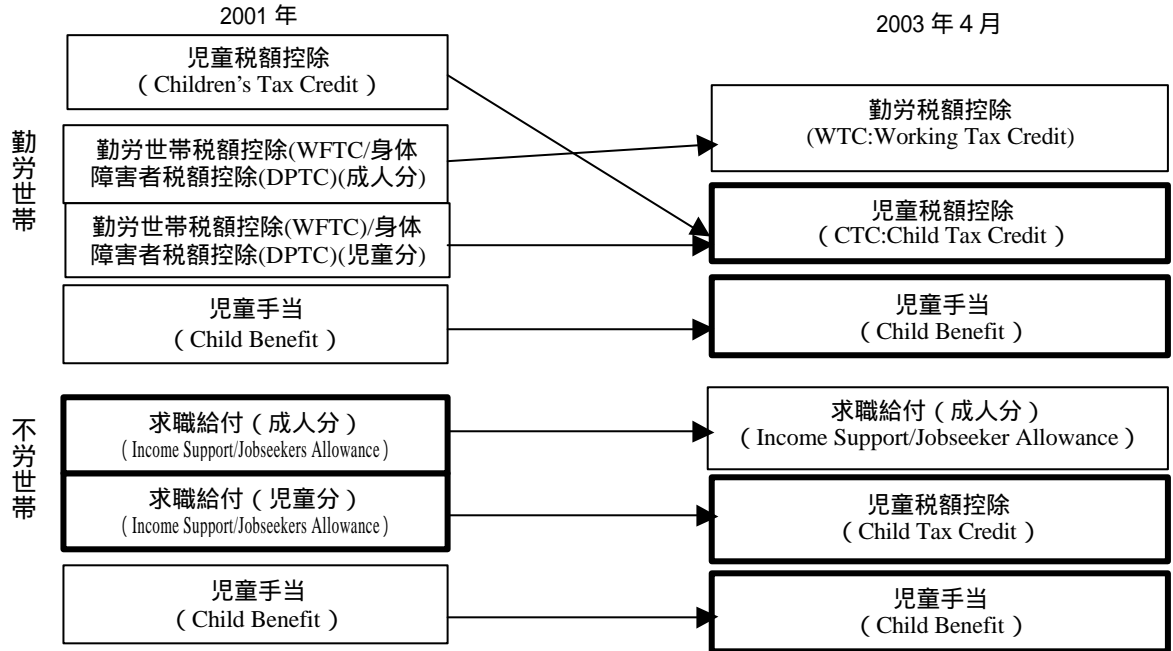 2001 年
2003 年 4 月
勤労世帯
児童税額控除
( Children’s Tax Credit )
勤労世帯税額控除(WFTC/身体
障害者税額控除(DPTC)(成人分)
勤労世帯税額控除(WFTC)/身体
障害者税額控除(DPTC)(児童分)
児童手当
( Child Benefit )
勤労税額控除
(WTC:Working Tax Credit)
児童税額控除
( CTC:Child Tax Credit )
児童手当
( Child Benefit )
不労世帯
求職給付 ( 成人分 )
( Income Support/Jobseekers Allowance )
求職給付 ( 児童分 )
( Income Support/Jobseekers Allowance )
児童手当
( Child Benefit )
求職給付 ( 成人分 )
( Income Support/Jobseeker Allowance )
児童税額控除
( Child Tax Credit )
児童手当
( Child Benefit )